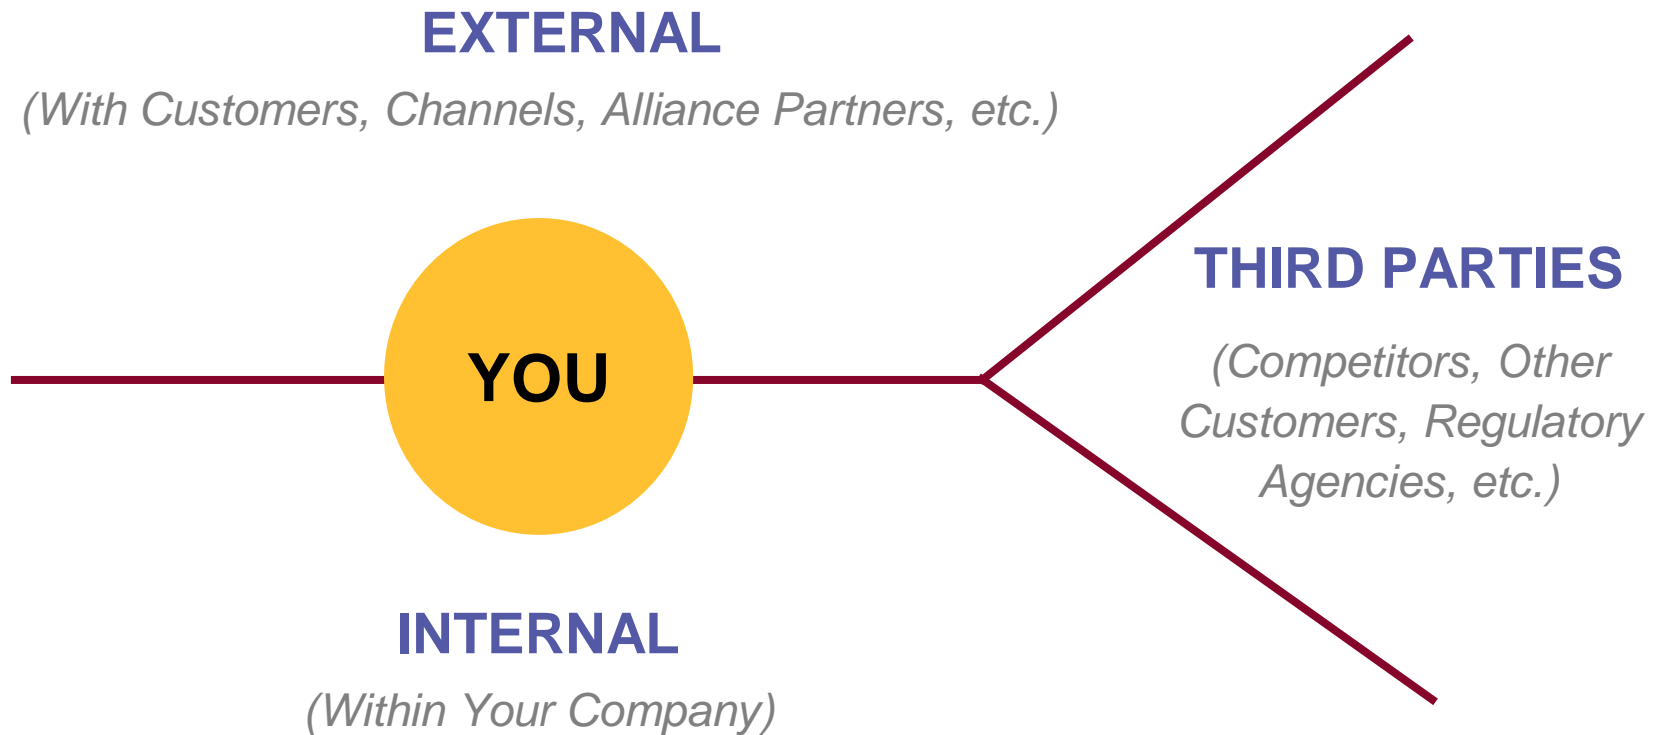 EXTERNAL
(With Customers, Channels, Alliance Partners, etc.)
YOU
THIRD PARTIES
(Competitors, Other
Customers, Regulatory
Agencies, etc.)
INTERNAL
(Within Your Company)